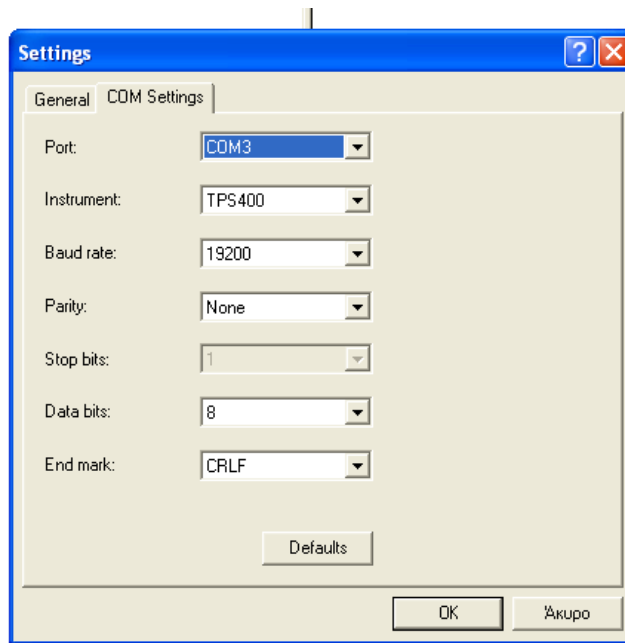 Settings
General COM Settings
Port: COM3
Instrument: TPS400
Baud rate: 19200
Parity: None
Stop bits: 1
Data bits: 8
End mark: CRLF
Defaults
OK Άκυρο